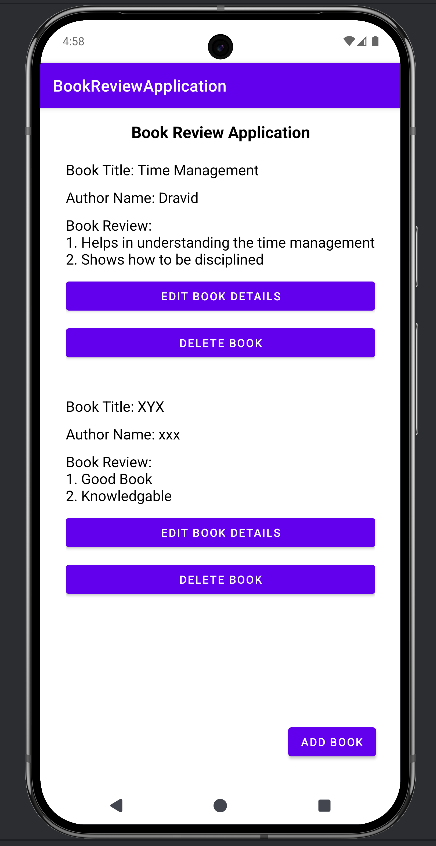 4:58
BookReviewApplication
Book Review Application
Book Title: Time Management
Author Name: Dravid
Book Review:
1. Helps in understanding the time management
2. Shows how to be disciplined
EDIT BOOK DETAILS
DELETE BOOK
Book Title: XYX
Author Name: xxx
Book Review:
1. Good Book
2. Knowledgable
EDIT BOOK DETAILS
DELETE BOOK
ADD BOOK